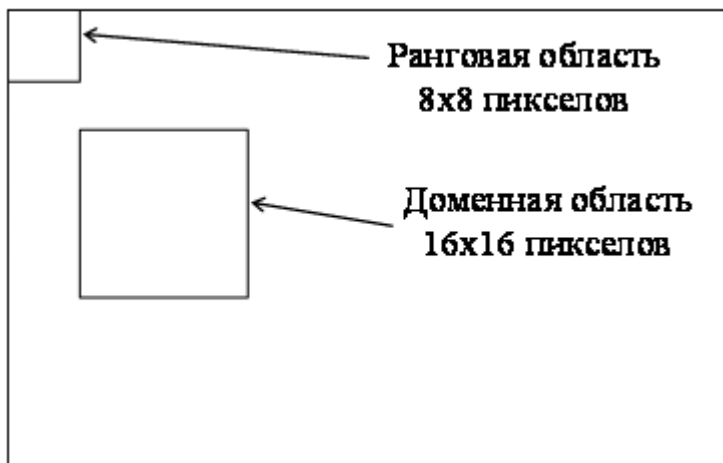 Ранговая область
8х8 пикселов
Доменная область
16х16 пикселов